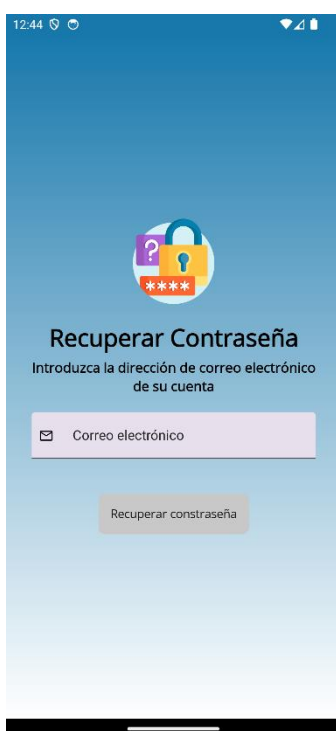 12:44
?
****
Recuperar Contraseña
Introduzca la dirección de correo electrónico
de su cuenta
Correo electrónico
Recuperar constraseña